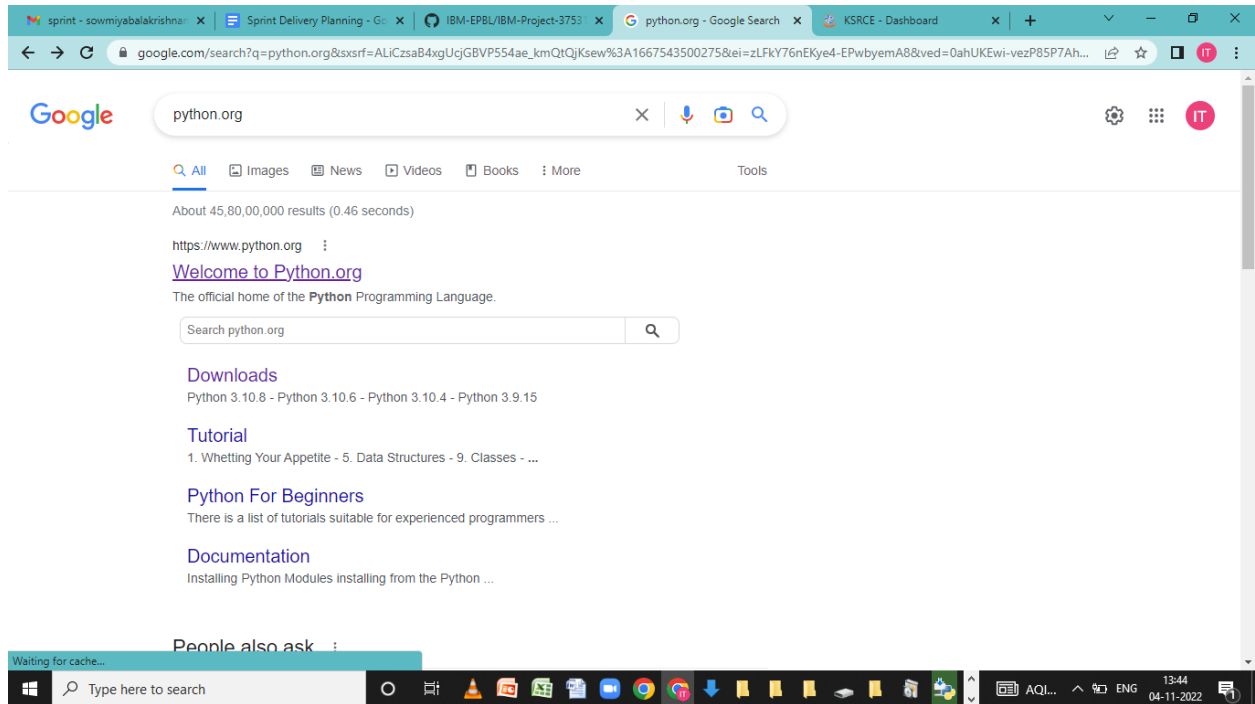 sprint - sowmiyabalakrishnan
Sprint Delivery Planning - Go
IBM-EPBL/IBM-Project-37531
python.org - Google Search
KSRCE - Dashboard
google.com/search?q=python.org&sxsrf=ALiCzsaB4xgUcjGBVP554ae_kmQtQjKsew%3A1667543500275&ei=zLFkY76nEKye4-EPwbyemA8&ved=0ahUKEwi-vezP85P7Ah...
IT
Google
python.org
IT
All
Images
News
Videos
Books
More
Tools
About 45,80,00,000 results (0.46 seconds)
https://www.python.org
Welcome to Python.org
The official home of the Python Programming Language.
Search python.org
Downloads
Python 3.10.8 - Python 3.10.6 - Python 3.10.4 - Python 3.9.15
Tutorial
1. Whetting Your Appetite - 5. Data Structures - 9. Classes - ...
Python For Beginners
There is a list of tutorials suitable for experienced programmers ...
Documentation
Installing Python Modules installing from the Python ...
People also ask
Waiting for cache...
Type here to search
AQI...
ENG
13:44
04-11-2022